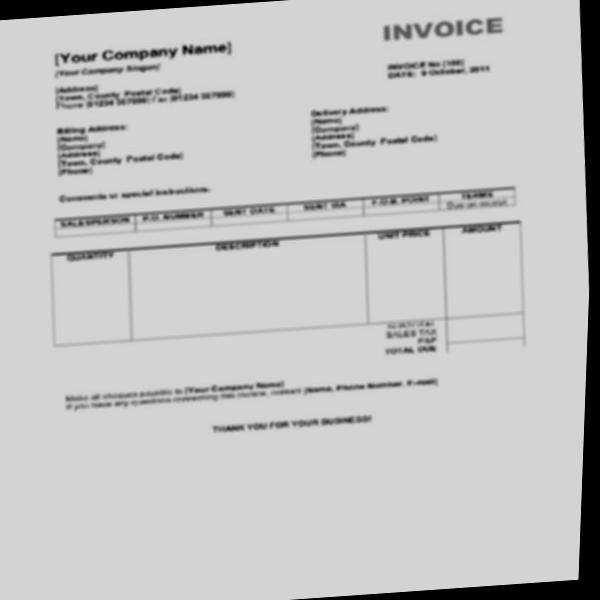 INVOICE
[Your Company Name]
[Your Company Slogan]
INVOICE No [100]
DATE: 9 October, 2011
[Address]
[Town, County Postal Code]
Phone [01234 567890] Fax [01234 567890]
Billing Address:
[Name]
[Company]
[Address]
[Town, County Postal Code]
[Phone]
Delivery Address:
[Name]
[Company]
[Address]
[Town, County Postal Code]
[Phone]
Comments or special instructions:
SALESPERSON P.O. NUMBER SENT DATE SENT VIA F.O.B. POINT TERMS
Due on receipt
QUANTITY DESCRIPTION UNIT PRICE AMOUNT
SUBTOTAL
SALES TAX
P&P
TOTAL DUE
Make all cheques payable to [Your Company Name]
If you have any questions concerning this invoice, contact [Name, Phone Number, E-mail]
THANK YOU FOR YOUR BUSINESS!